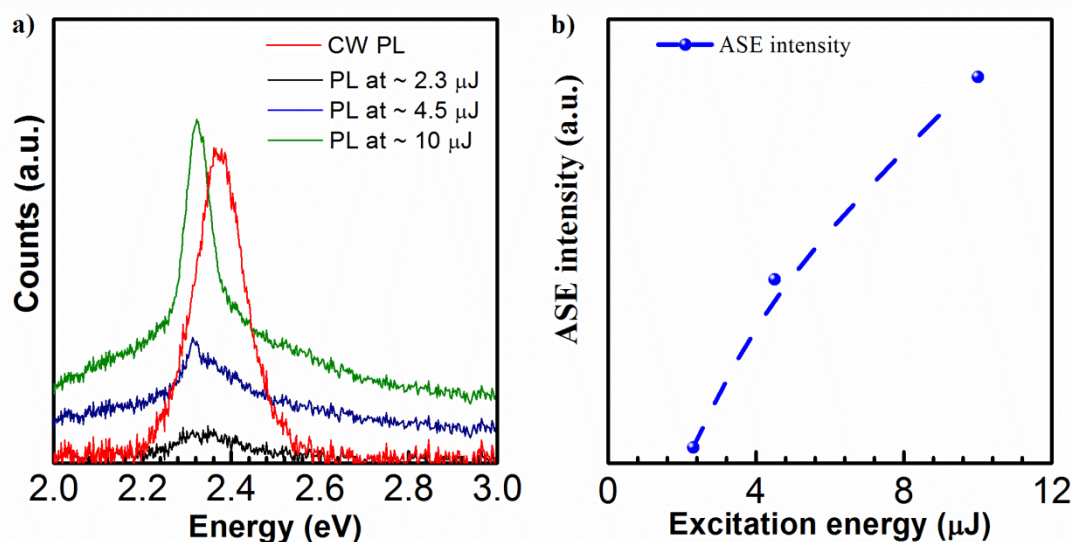 a)
CW PL
PL at ~ 2.3 μJ
PL at ~ 4.5 μJ
PL at ~ 10 μJ
Counts (a.u.)
2.0 2.2 2.4 2.6 2.8 3.0
Energy (eV)
b)
ASE intensity
ASE intensity (a.u.)
0 4 8 12
Excitation energy (μJ)